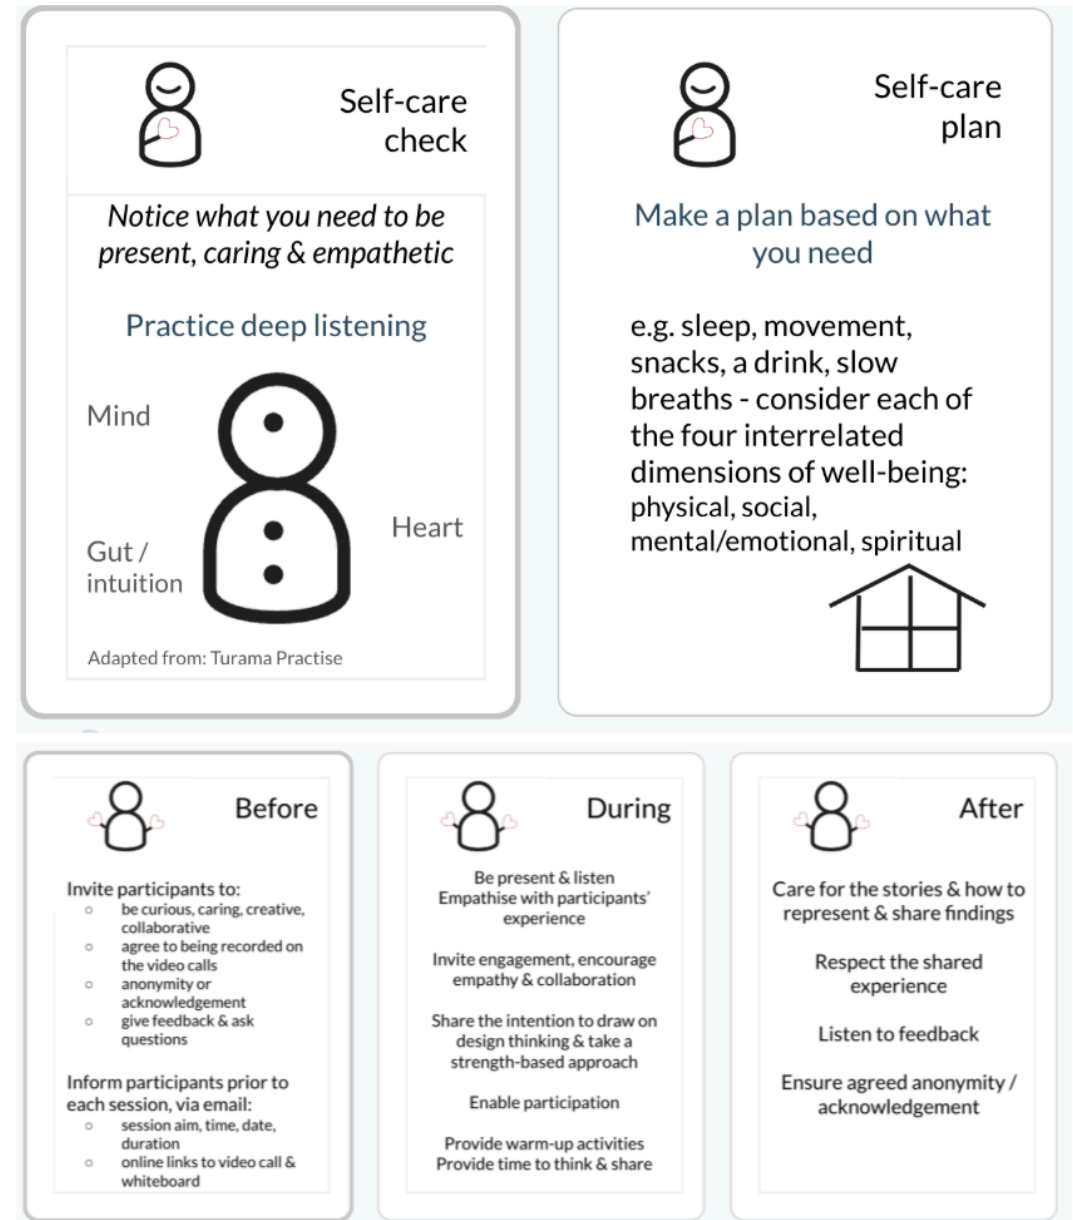 Self-care
check
Notice what you need to be
present, caring & empathetic
Practice deep listening
Mind
Heart
Gut /
intuition
Adapted from: Turama Practise
Self-care
plan
Make a plan based on what
you need
e.g. sleep, movement,
snacks, a drink, slow
breaths - consider each of
the four interrelated
dimensions of well-being:
physical, social,
mental/emotional, spiritual
Before
Invite participants to:
○ be curious, caring, creative,
collaborative
○ agree to being recorded on
the video calls
○ anonymity or
acknowledgement
○ give feedback & ask
questions
Inform participants prior to
each session, via email:
○ session aim, time, date,
duration
○ online links to video call &
whiteboard
During
Be present & listen
Empathise with participants'
experience
Invite engagement, encourage
empathy & collaboration
Share the intention to draw on
design thinking & take a
strength-based approach
Enable participation
Provide warm-up activities
Provide time to think & share
After
Care for the stories & how to
represent & share findings
Respect the shared
experience
Listen to feedback
Ensure agreed anonymity /
acknowledgement